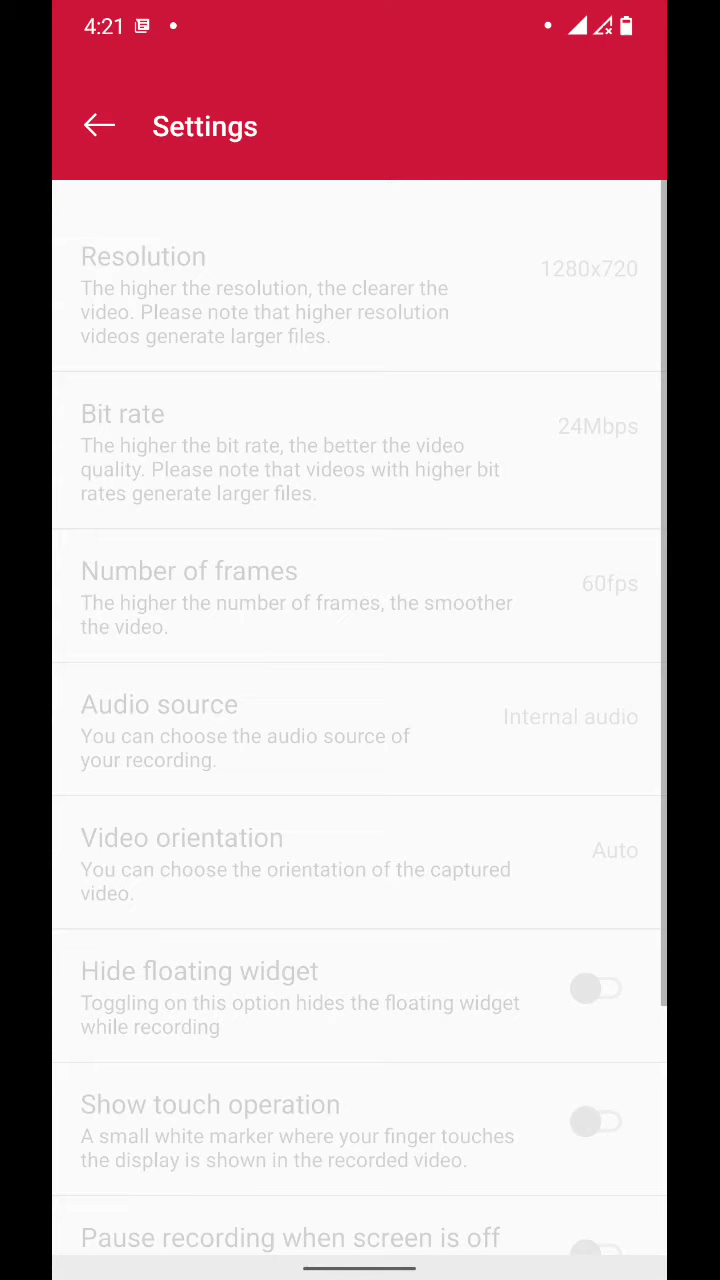 4:21
Settings
Resolution
1280x720
The higher the resolution, the clearer the
video. Please note that higher resolution
videos generate larger files.
Bit rate
24Mbps
The higher the bit rate, the better the video
quality. Please note that videos with higher bit
rates generate larger files.
Number of frames
60fps
The higher the number of frames, the smoother
the video.
Audio source
Internal audio
You can choose the audio source of
your recording.
Video orientation
Auto
You can choose the orientation of the captured
video.
Hide floating widget
Toggling on this option hides the floating widget
while recording
Show touch operation
A small white marker where your finger touches
the display is shown in the recorded video.
Pause recording when screen is off